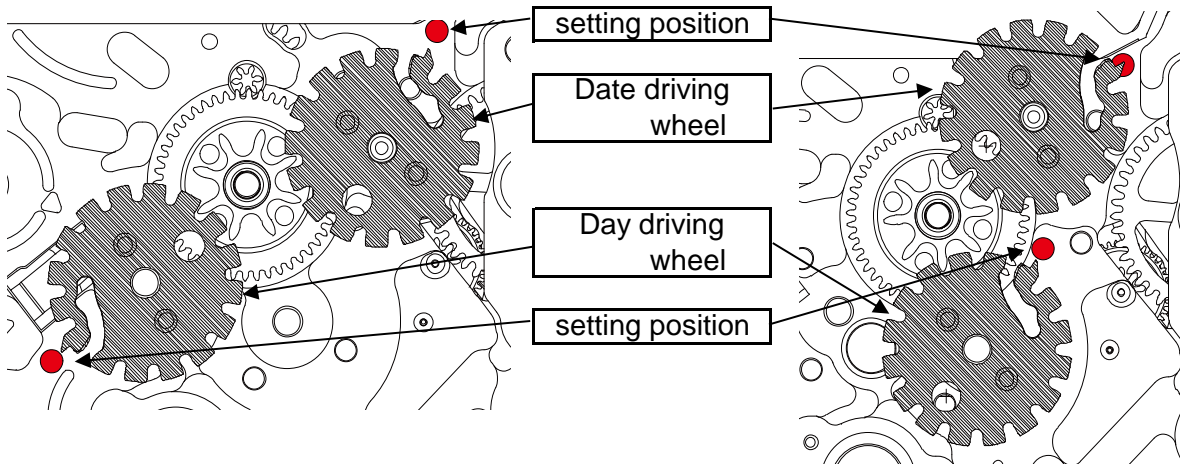 setting position
Date driving
wheel
Day driving
wheel
setting position